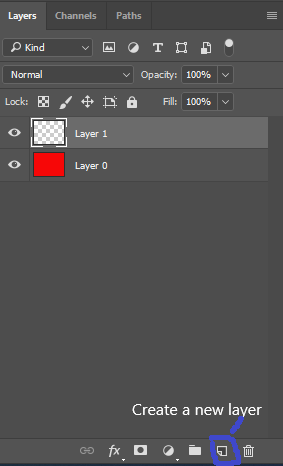 Layers Channels Paths
Kind
Normal Opacity: 100%
Lock: Fill: 100%
Layer 1
Layer 0
Create a new layer
fx